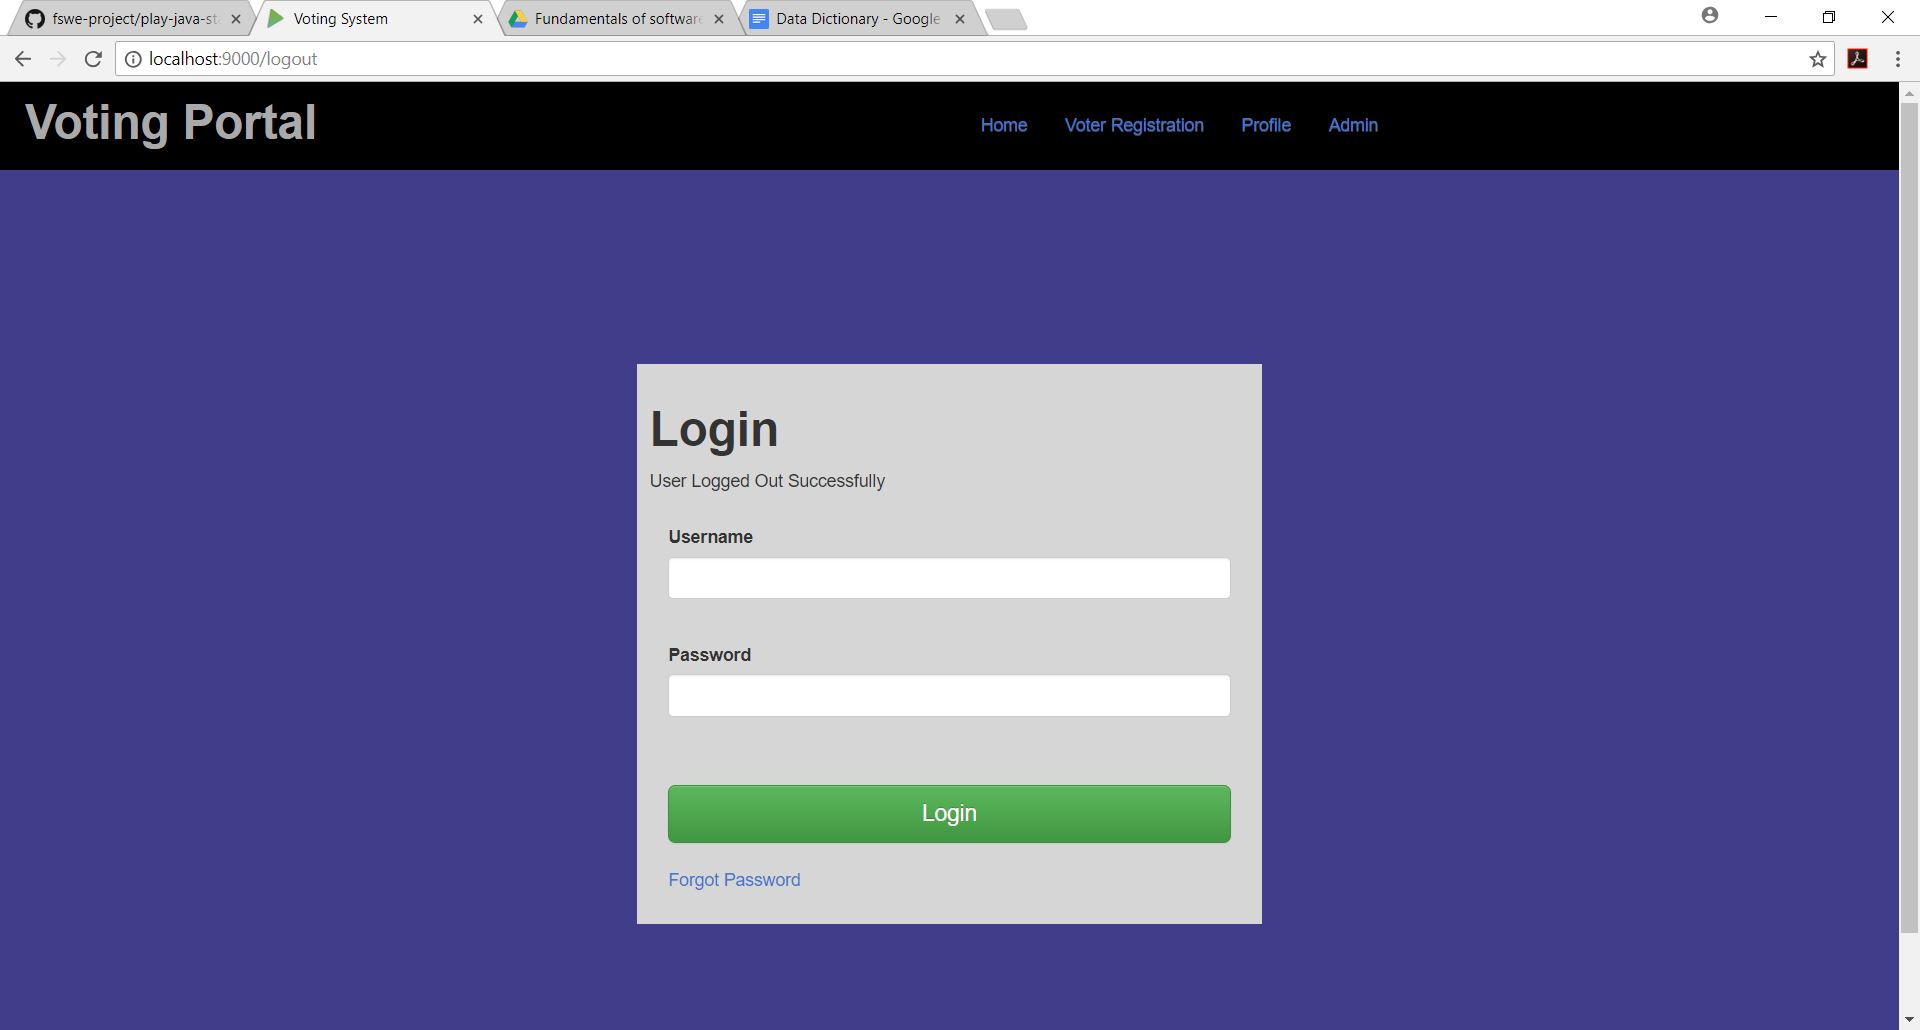 fswe-project/play-java-st
Voting System
Fundamentals of software
Data Dictionary - Google
localhost:9000/logout
Voting Portal
Home
Voter Registration
Profile
Admin
Login
User Logged Out Successfully
Username
Password
Login
Forgot Password